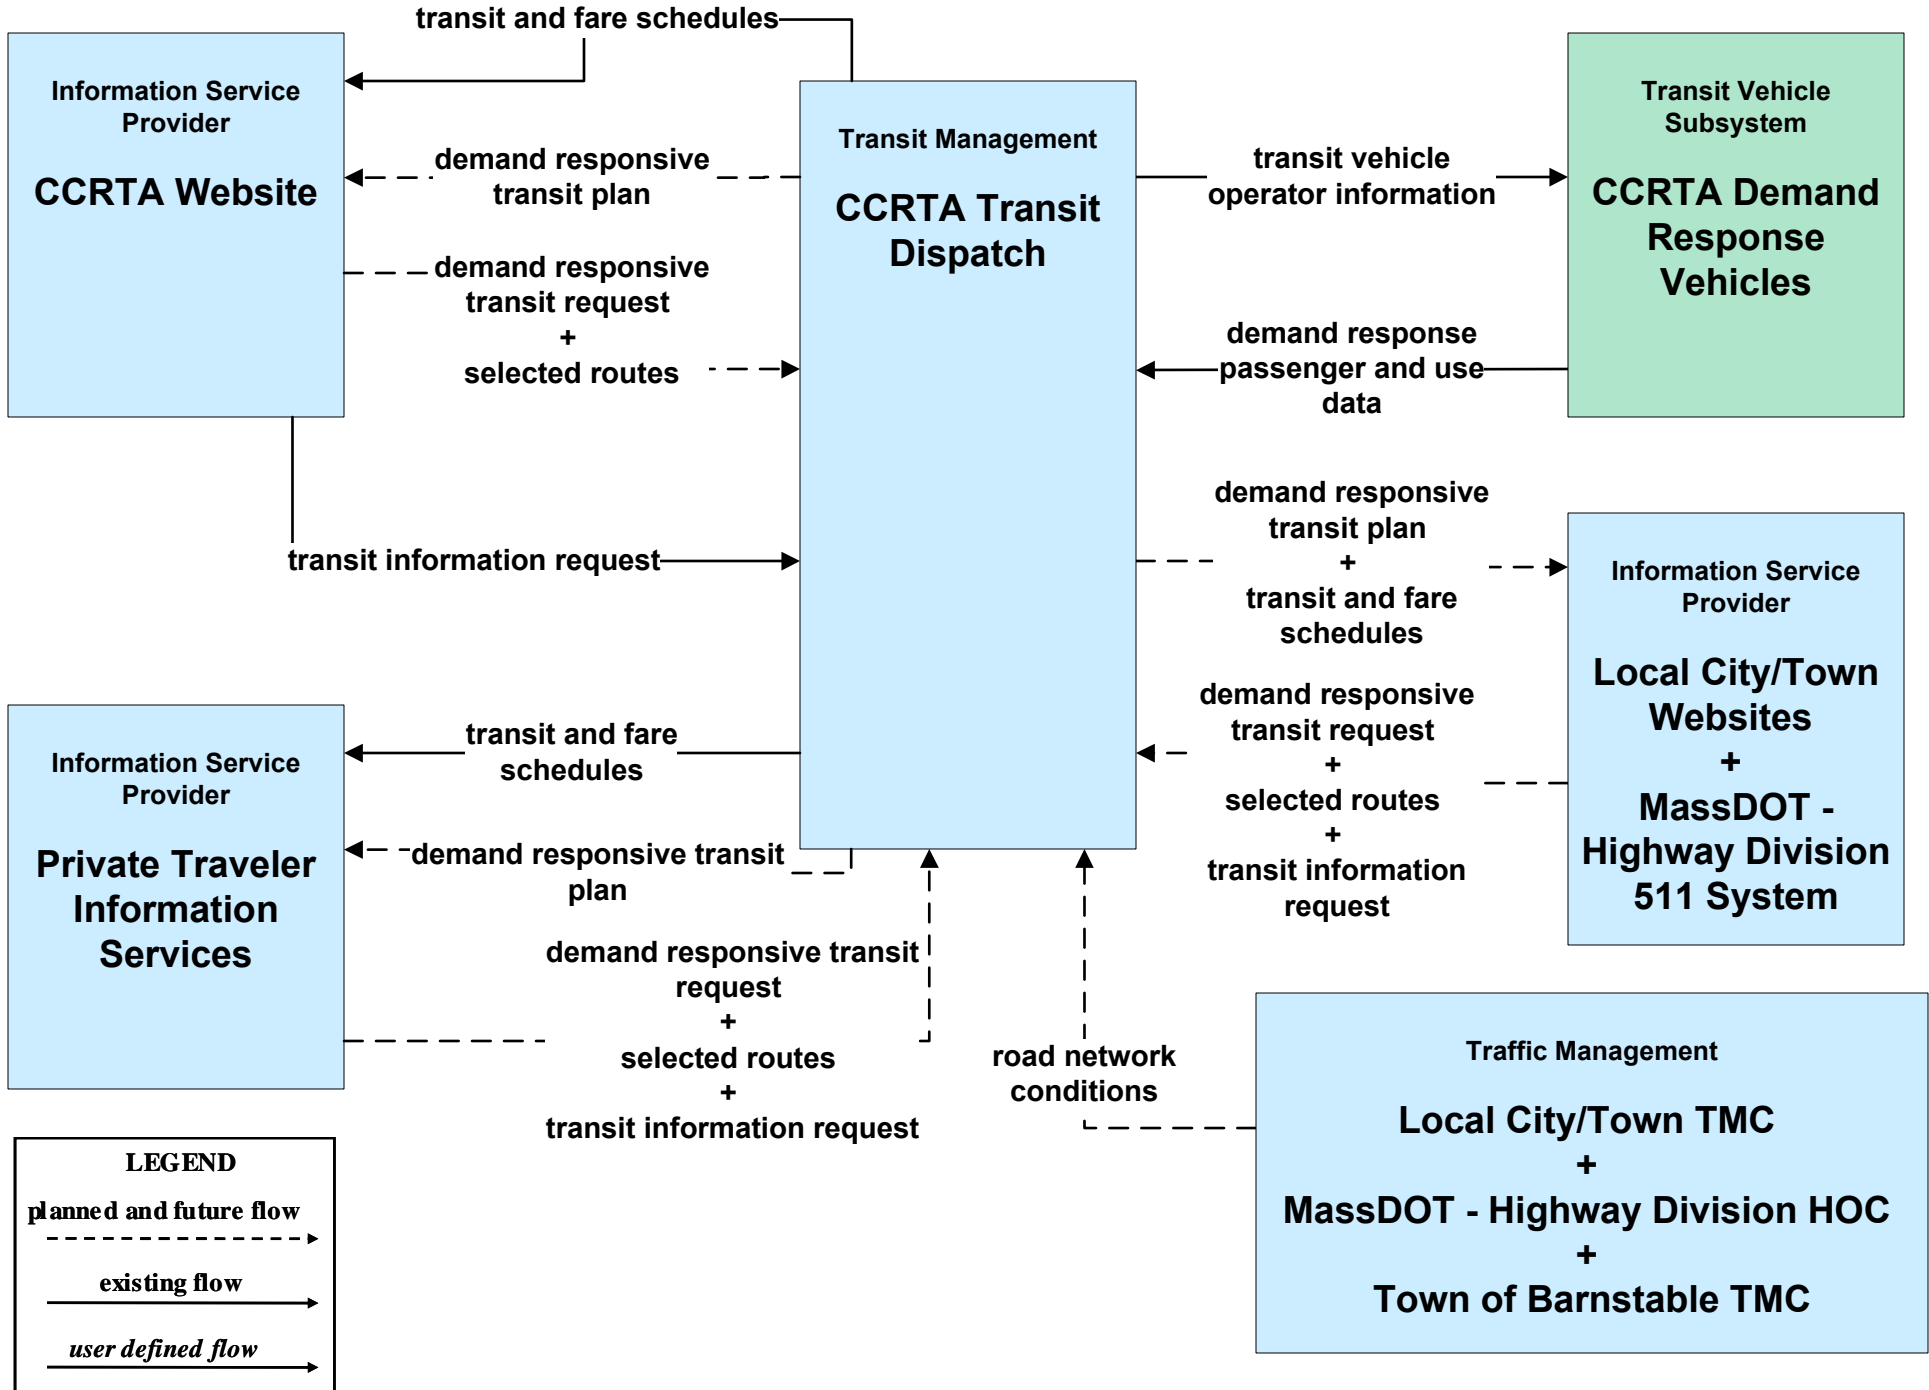 transit and fare schedules
Information Service
Provider
CCRTA Website
demand responsive
transit plan
demand responsive
transit request
+
selected routes
transit information request
Transit Management
CCRTA Transit
Dispatch
transit vehicle
operator information
demand response
passenger and use
data
Transit Vehicle
Subsystem
CCRTA Demand
Response
Vehicles
demand responsive
transit plan
+
transit and fare
schedules
demand responsive
transit request
+
selected routes
+
transit information
request
Information Service
Provider
Local City/Town
Websites
+
MassDOT -
Highway Division
511 System
Information Service
Provider
Private Traveler
Information
Services
transit and fare
schedules
demand responsive transit
plan
demand responsive transit
request
+
selected routes
+
transit information request
road network
conditions
Traffic Management
Local City/Town TMC
+
MassDOT - Highway Division HOC
+
Town of Barnstable TMC
LEGEND
planned and future flow
existing flow
user defined flow